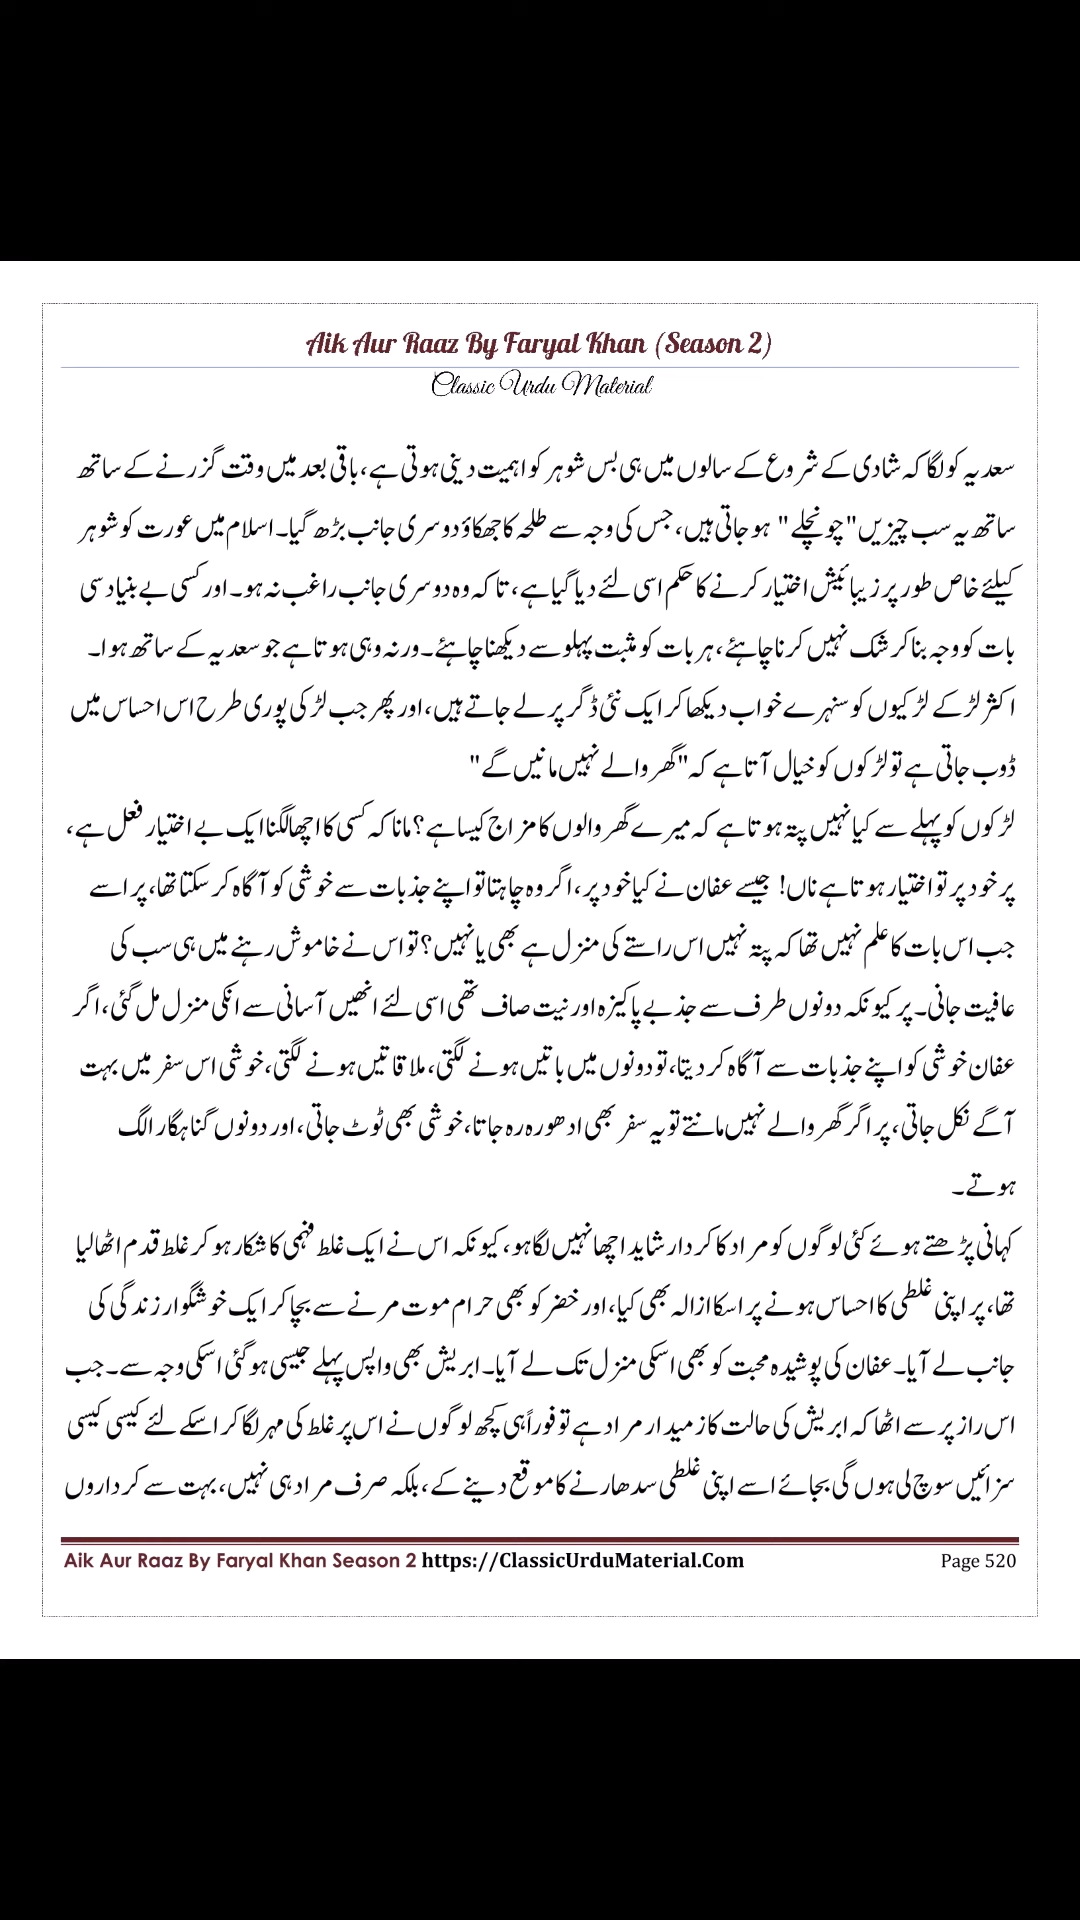 Aik Aur Raaz By Faryal Khan (Season 2)
Classic Urdu Material
سعدیہ کو لگا کہ شادی کے شروع کے سالوں میں ہی بس شوہر کو اہمیت دینی ہوتی ہے، باقی بعد میں وقت گزرنے کے ساتھ
ساتھ یہ سب چیزیں "چونچلے" ہو جاتی ہیں، جس کی وجہ سے طلحہ کا جھکاؤ دوسری جانب بڑھ گیا۔ اسلام میں عورت کو شوہر
کیلئے خاص طور پر زیبائیش اختیار کرنے کا حکم اسی لئے دیا گیا ہے، تاکہ وہ دوسری جانب راغب نہ ہو۔ اور کسی بے بنیاد سی
بات کو وجہ بنا کر شک نہیں کرنا چاہئے، ہر بات کو مثبت پہلو سے دیکھنا چاہئے۔ ورنہ وہی ہوتا ہے جو سعدیہ کے ساتھ ہوا۔
اکثر لڑکے لڑکیوں کو سنہرے خواب دیکھا کر ایک نئی ڈگر پر لے جاتے ہیں، اور پھر جب لڑکی پوری طرح اس احساس میں
ڈوب جاتی ہے تو لڑکوں کو خیال آتا ہے کہ "گھر والے نہیں مانیں گے"
لڑکوں کو پہلے سے کیا نہیں پتہ ہوتا ہے کہ میرے گھر والوں کا مزاج کیسا ہے؟ مانا کہ کسی کا اچھا لگنا ایک بے اختیار فعل ہے،
پر خود پر تو اختیار ہوتا ہے ناں! جیسے عفان نے کیا خود پر، اگر وہ چاہتا تو اپنے جذبات سے خوشی کو آگاہ کر سکتا تھا، پر اسے
جب اس بات کا علم نہیں تھا کہ پتہ نہیں اس راستے کی منزل ہے بھی یا نہیں؟ تو اس نے خاموش رہنے میں ہی سب کی
عافیت جانی۔ پر کیونکہ دونوں طرف سے جذبے پاکیزہ اور نیت صاف تھی اسی لئے انھیں آسانی سے انکی منزل مل گئی، اگر
عفان خوشی کو اپنے جذبات سے آگاہ کر دیتا، تو دونوں میں باتیں ہونے لگتی، ملاقاتیں ہونے لگتی، خوشی اس سفر میں بہت
آگے نکل جاتی، پر اگر گھر والے نہیں مانتے تو یہ سفر بھی ادھورہ رہ جاتا، خوشی بھی ٹوٹ جاتی، اور دونوں گناہگار الگ
ہوتے۔
کہانی پڑھتے ہوئے کئی لوگوں کو مراد کا کردار شاید اچھا نہیں لگا ہو، کیونکہ اس نے ایک غلط فہمی کا شکار ہو کر غلط قدم اٹھا لیا
تھا، پر اپنی غلطی کا احساس ہونے پر اسکا ازالہ بھی کیا، اور خضر کو بھی حرام موت مرنے سے بچا کر ایک خوشگوار زندگی کی
جانب لے آیا۔ عفان کی پوشیدہ محبت کو بھی اسکی منزل تک لے آیا۔ ابریش بھی واپس پہلے جیسی ہو گئی اسکی وجہ سے۔ جب
اس راز پر سے اٹھا کہ ابریش کی حالت کا زمیدار مراد ہے تو فوراً ہی کچھ لوگوں نے اس پر غلط کی مہر لگا کر اسکے لئے کیسی کیسی
سزائیں سوچ لی ہوں گی بجائے اسے اپنی غلطی سدھارنے کا موقع دینے کے، بلکہ صرف مراد ہی نہیں، بہت سے کرداروں
Aik Aur Raaz By Faryal Khan Season 2 https://ClassicUrduMaterial.Com Page 520